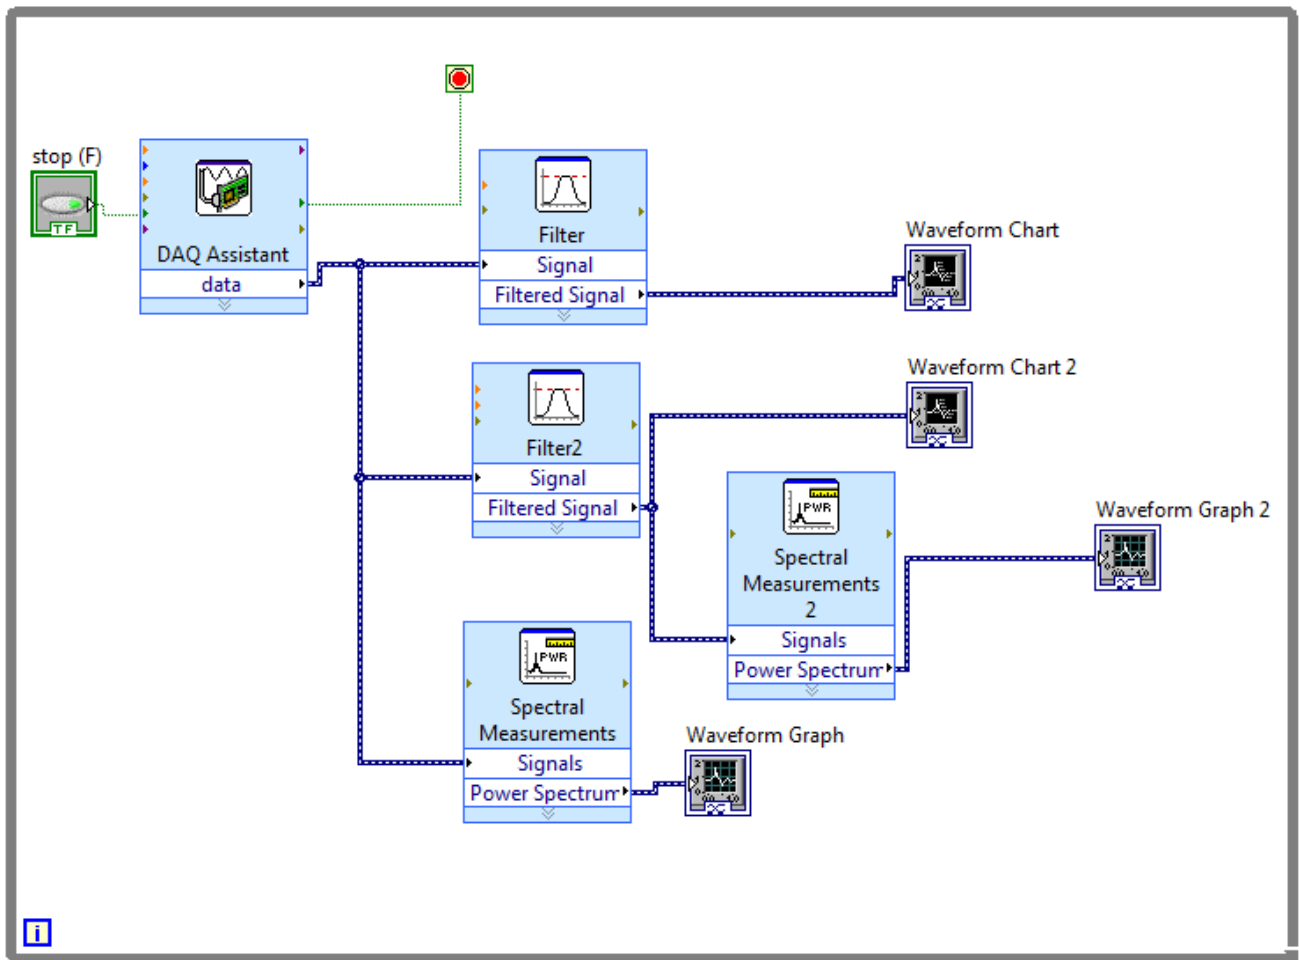 stop (F)
TF
DAQ Assistant
data
Filter
Signal
Filtered Signal
Waveform Chart
Filter2
Signal
Filtered Signal
Waveform Chart 2
PWR
Spectral
Measurements
2
Signals
Power Spectrum
Waveform Graph 2
PWR
Spectral
Measurements
Signals
Power Spectrum
Waveform Graph
i